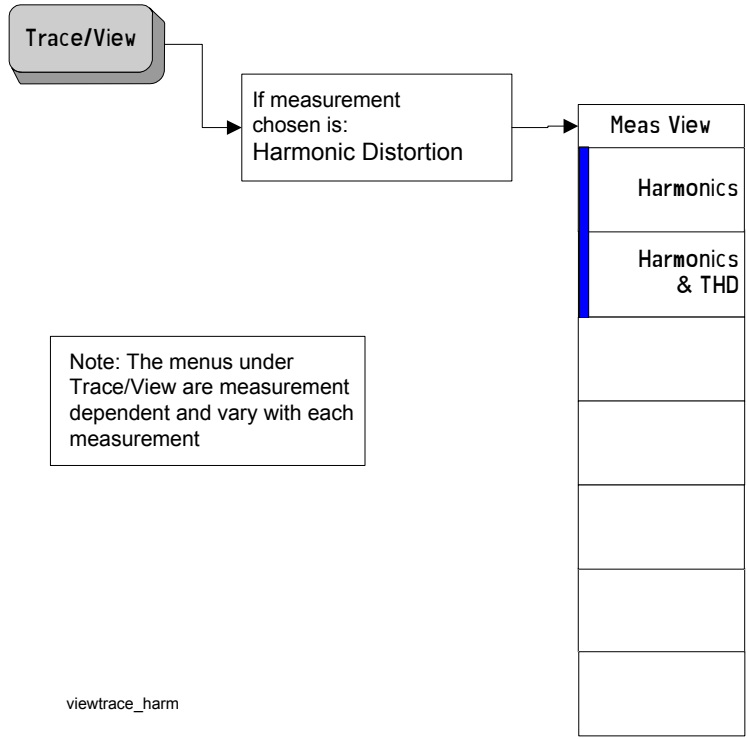 Trace/View
If measurement
chosen is:
Harmonic Distortion
Meas View
Harmonics
Harmonics
& THD
Note: The menus under
Trace/View are measurement
dependent and vary with each
measurement
viewtrace_harm